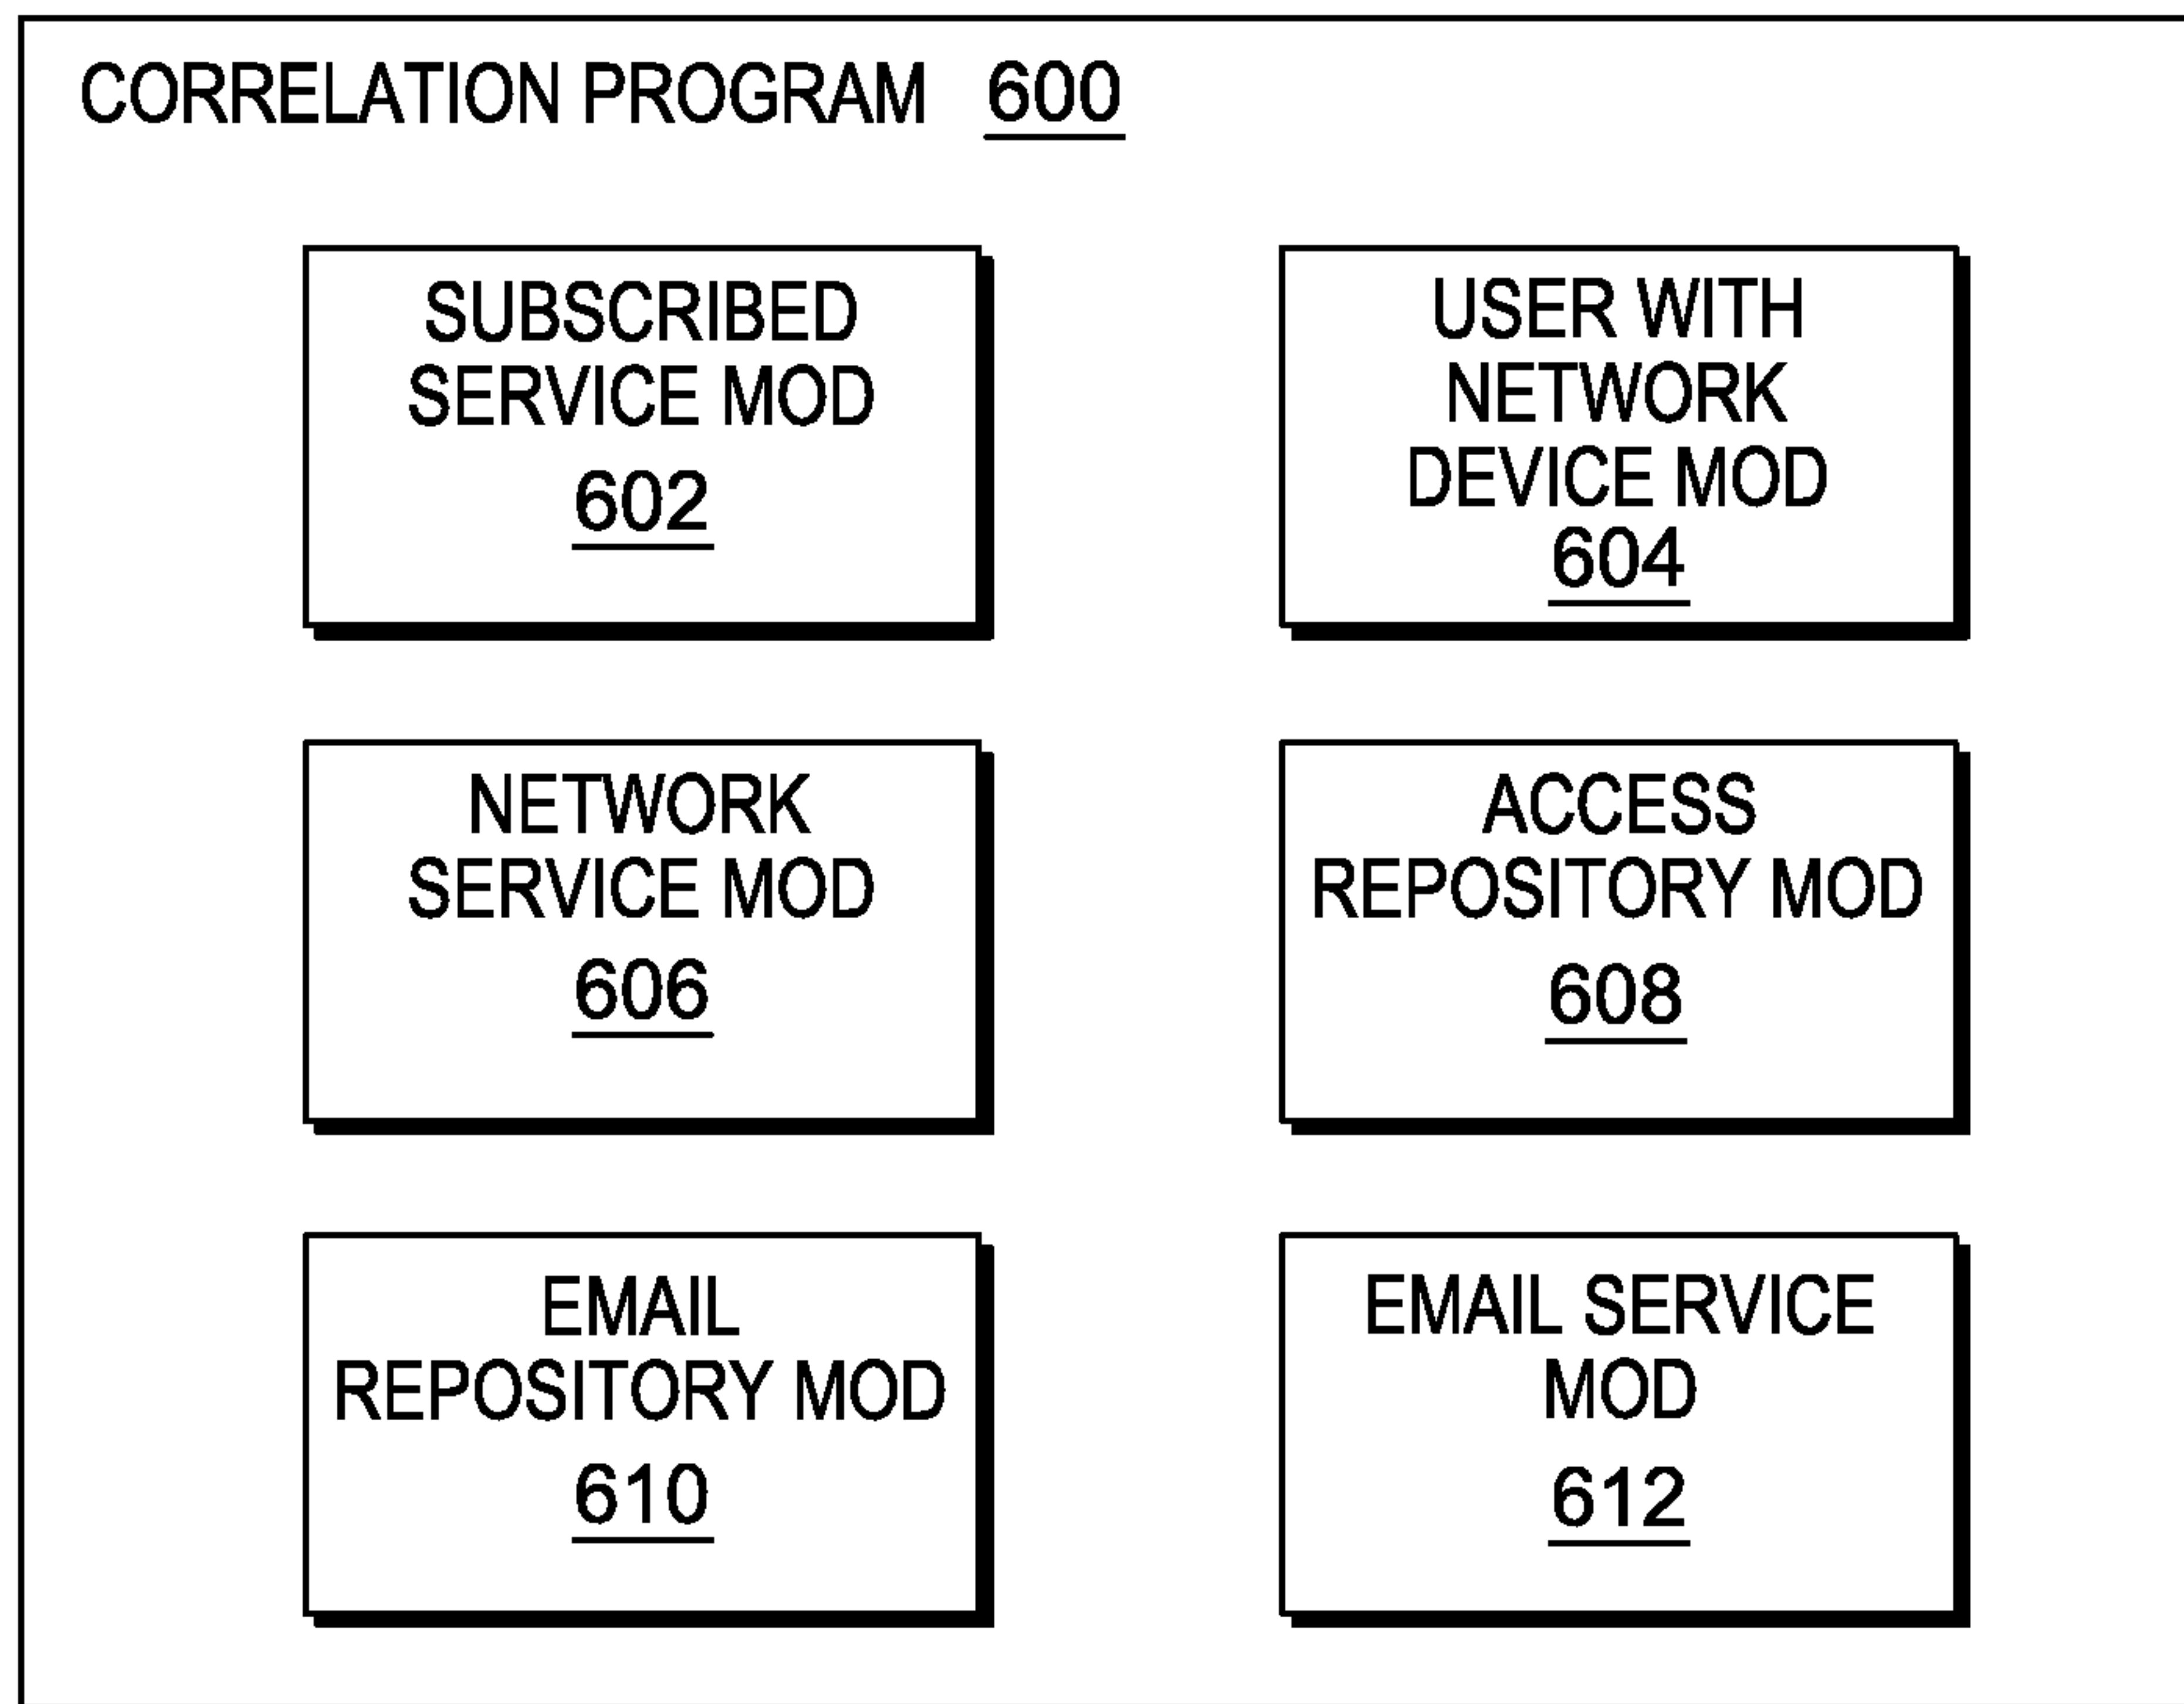 CORRELATION PROGRAM 600
SUBSCRIBED
SERVICE MOD
602
USER WITH
NETWORK
DEVICE MOD
604
NETWORK
SERVICE MOD
606
ACCESS
REPOSITORY MOD
608
EMAIL
REPOSITORY MOD
610
EMAIL SERVICE
MOD
612